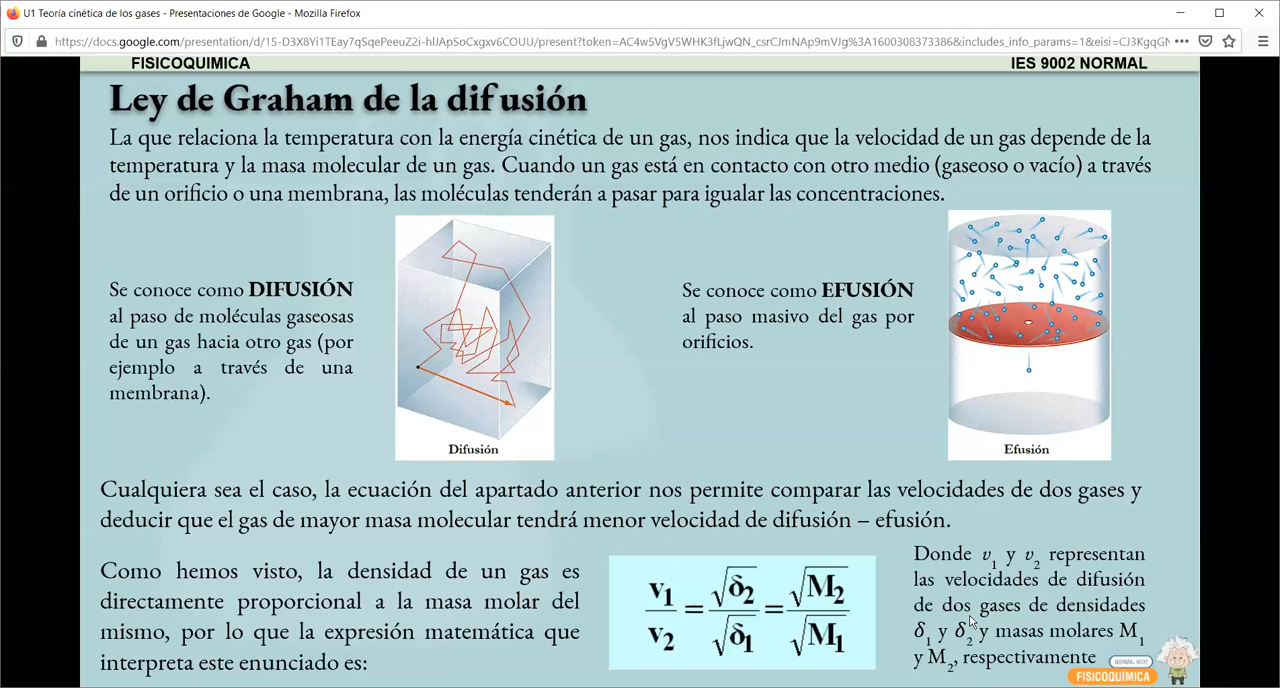 U1 Teoría cinética de los gases - Presentaciones de Google - Mozilla Firefox
https://docs.google.com/presentation/d/15-D3X8Yi1TEay7qSqePeeuZ2i-hIJApSoCxgxv6COUU/present?token=AC4w5VgV5WHK3fLjwQN_csrCJmNAp9mVJg%3A1600308373386&includes_info_params=1&eisi=CJ3KgqGN
FISICOQUIMICA
IES 9002 NORMAL
Ley de Graham de la difusión
La que relaciona la temperatura con la energía cinética de un gas, nos indica que la velocidad de un gas depende de la
temperatura y la masa molecular de un gas. Cuando un gas está en contacto con otro medio (gaseoso o vacío) a través
de un orificio o una membrana, las moléculas tenderán a pasar para igualar las concentraciones.
Se conoce como DIFUSIÓN
al paso de moléculas gaseosas
de un gas hacia otro gas (por
ejemplo a través de una
membrana).
Difusión
Se conoce como EFUSIÓN
al paso masivo del gas por
orificios.
Efusión
Cualquiera sea el caso, la ecuación del apartado anterior nos permite comparar las velocidades de dos gases y
deducir que el gas de mayor masa molecular tendrá menor velocidad de difusión – efusión.
Como hemos visto, la densidad de un gas es
directamente proporcional a la masa molar del
mismo, por lo que la expresión matemática que
interpreta este enunciado es:
v₁/v₂ = √δ₂/√δ₁ = √M₂/√M₁
Donde v₁ y v₂ representan
las velocidades de difusión
de dos gases de densidades
δ₁ y δ₂ y masas molares M₁
y M₂, respectivamente
NORMAL 9002
FISICOQUÍMICA